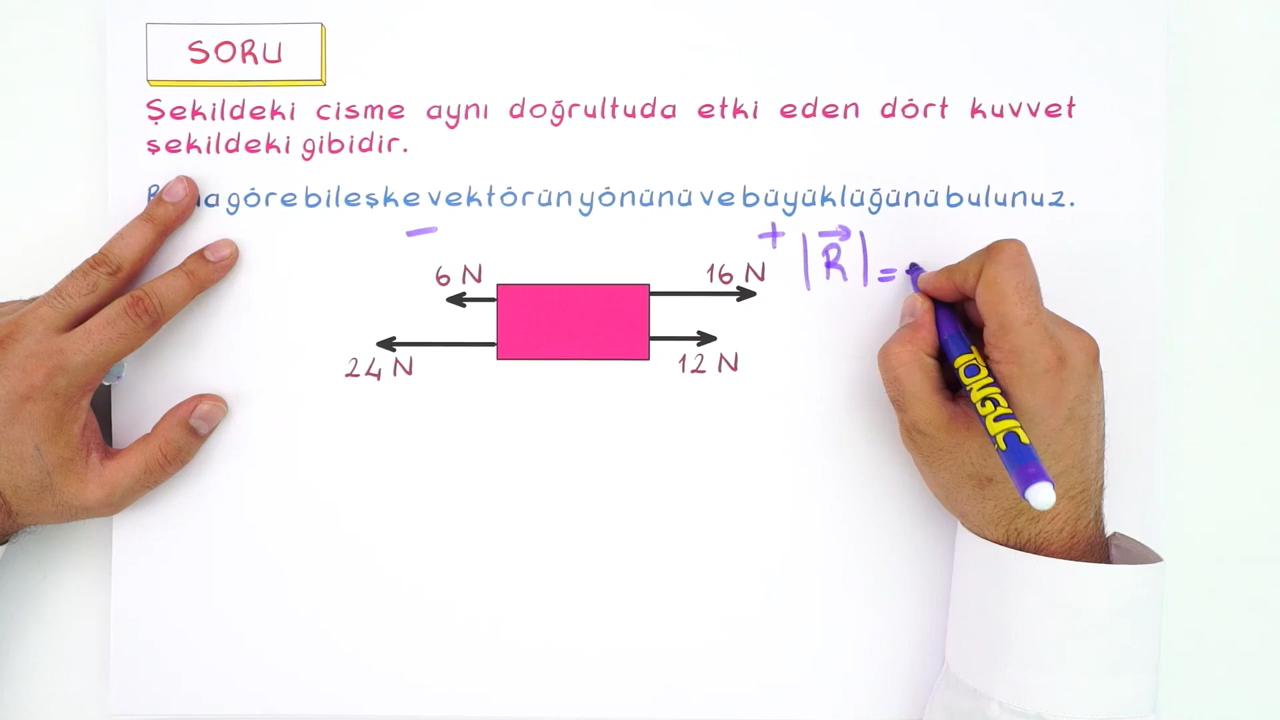 SORU
Şekildeki cisme aynı doğrultuda etki eden dört kuvvet
şekildeki gibidir.
göre bileşke vektörün yönünü ve büyüklüğünü bulunuz.
- +
|R| =
6 N 16 N
24 N 12 N
TONGUÇ